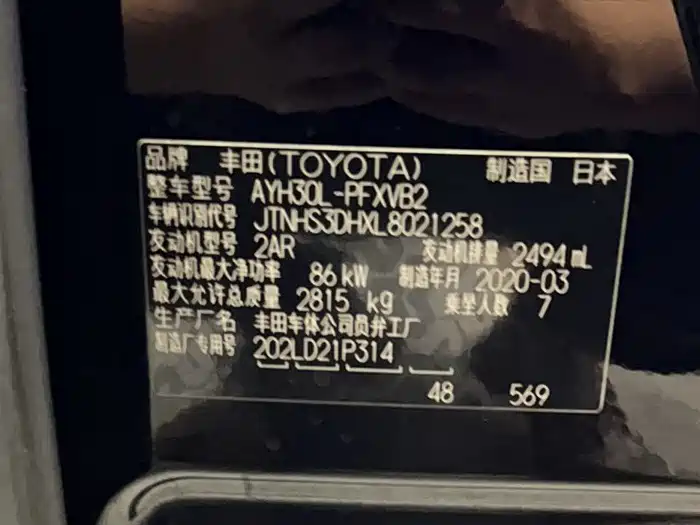 品牌 丰田(TOYOTA) 制造国 日本
整车型号 AYH30L-PFXVB2
车辆识别代号 JTNHS3DHXL8021258
发动机型号 2AR 发动机排量 2494 mL
发动机最大净功率 86 kW 制造年月 2020-03
最大允许总质量 2815 kg 乘坐人数 7
生产厂名 丰田车体公司员弁工厂
制造厂专用号 202LD21P314
48 569